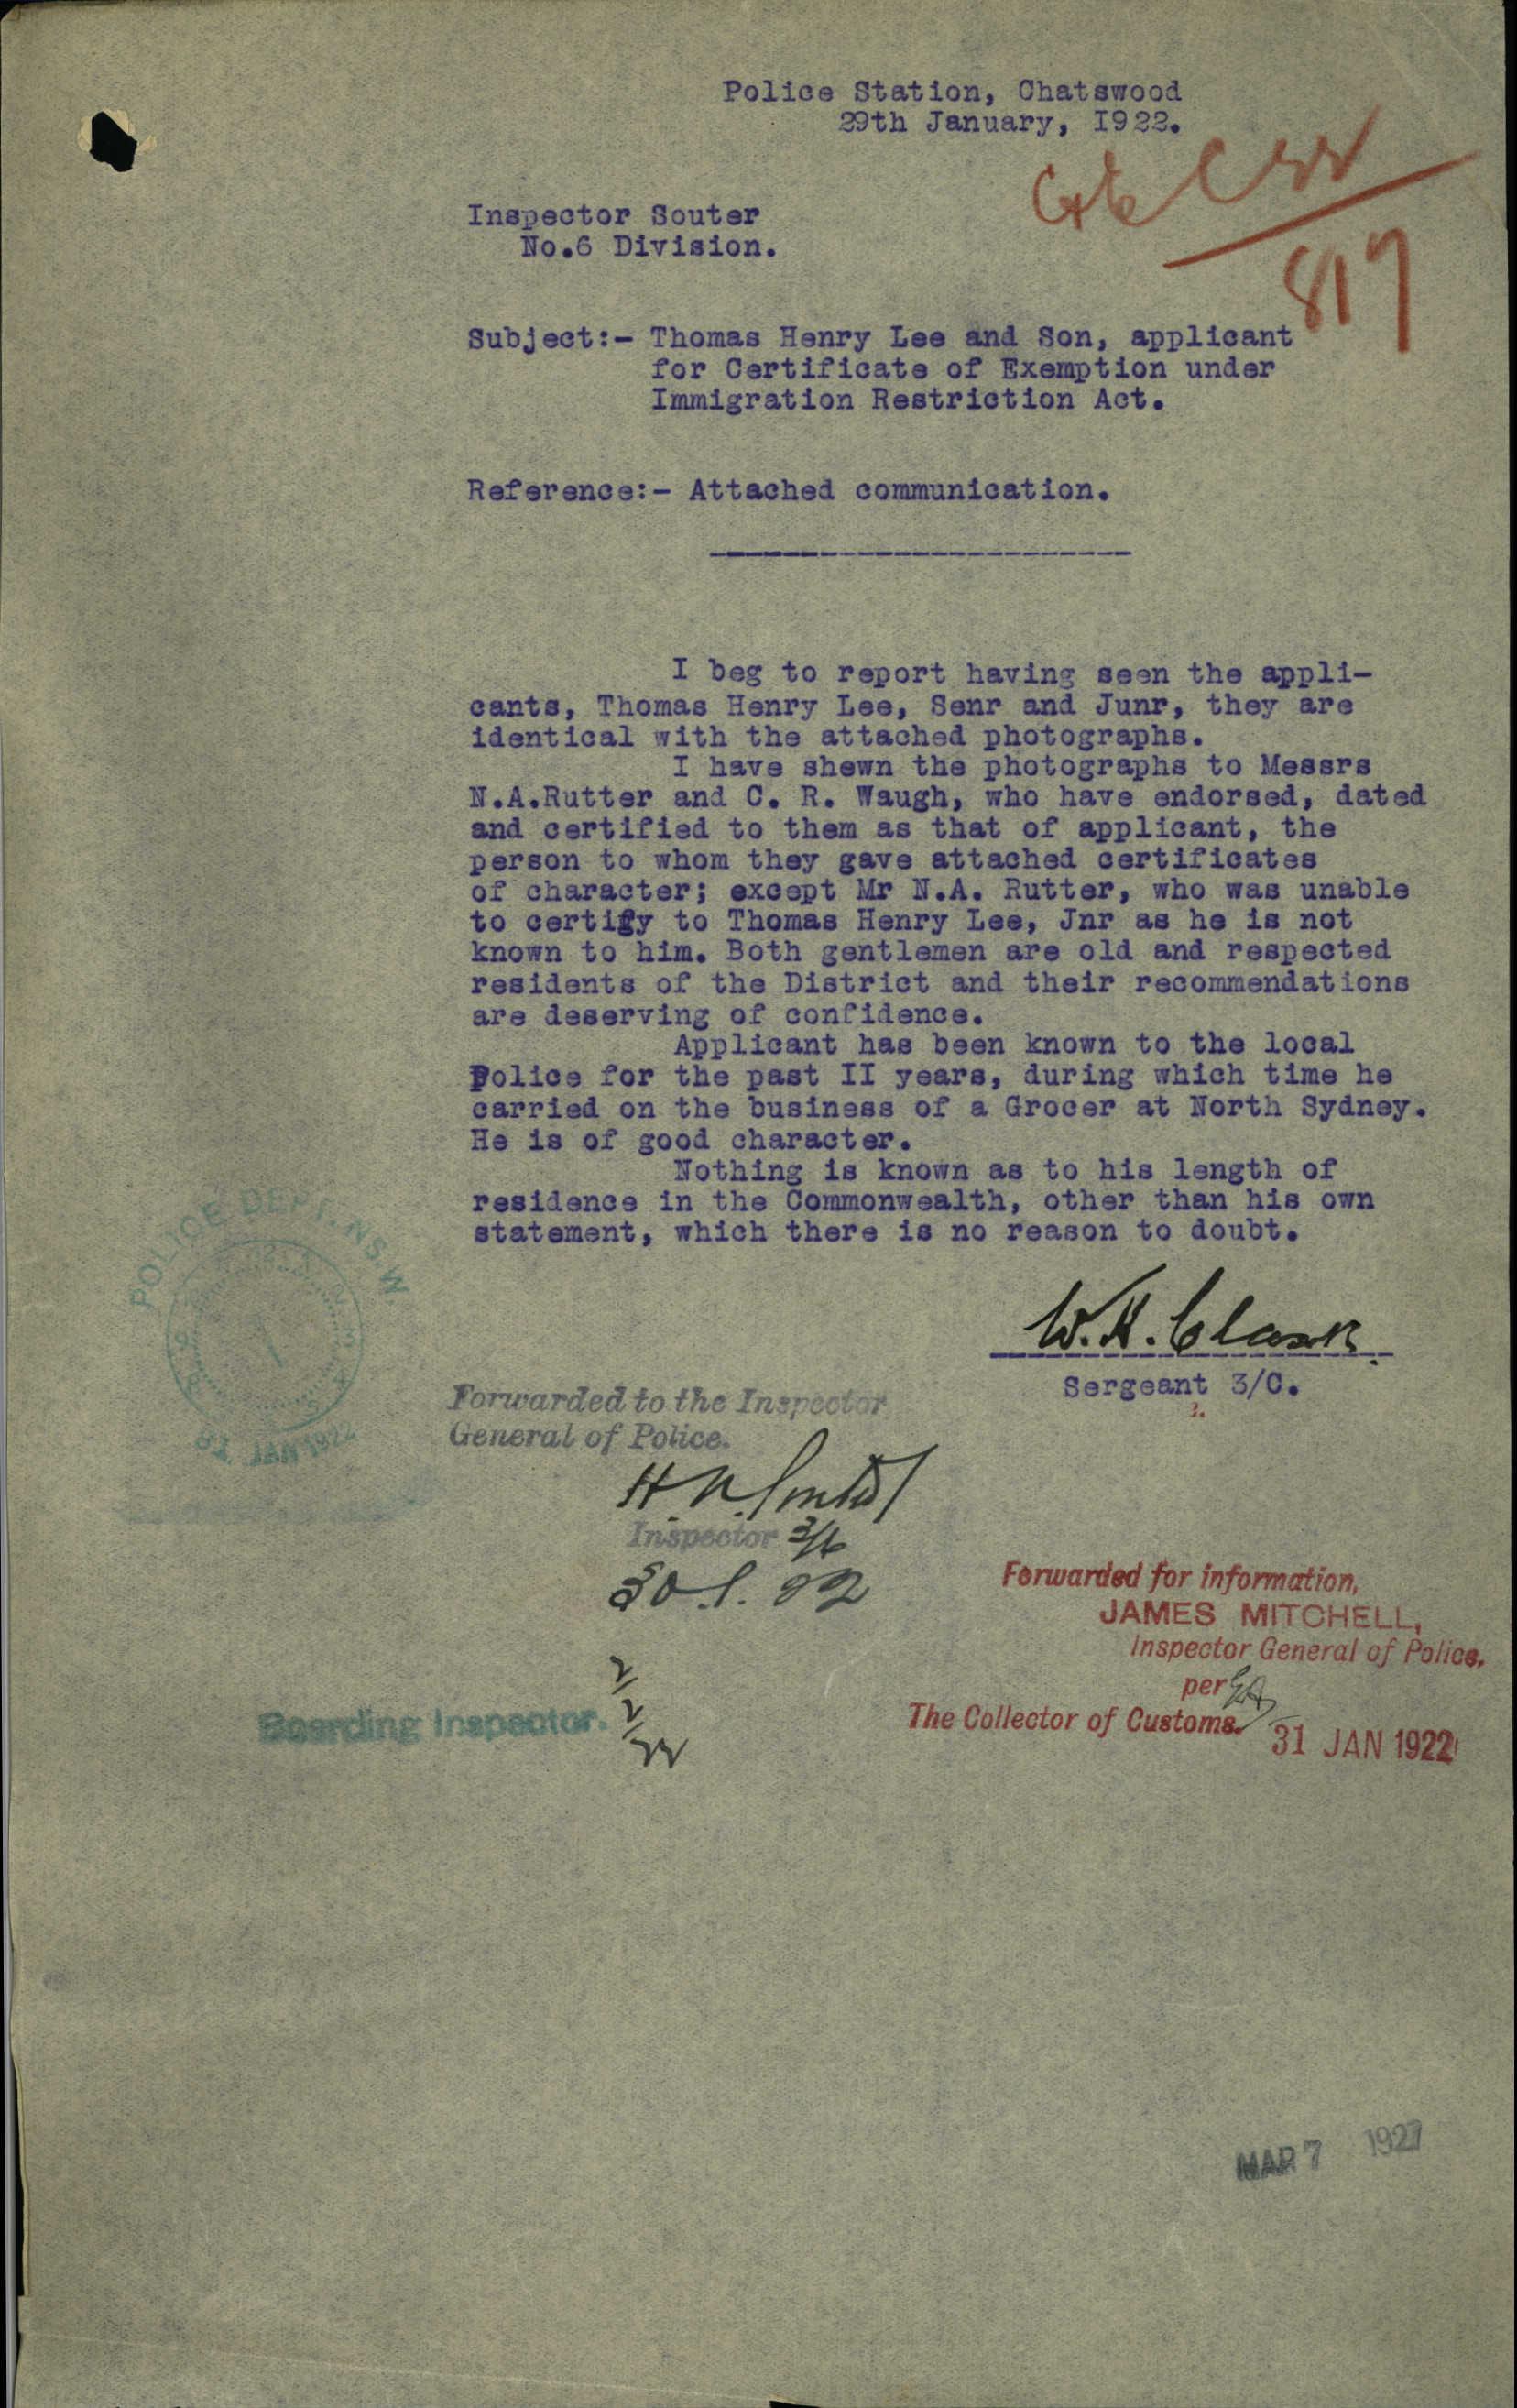 Police Station, Chatswood
29th January, I922.
817
Inspector Souter
No.6 Division.
Subject:- Thomas Henry Lee and Son, applicant
for Certificate of Exemption under
Immigration Restriction Act.
Reference:- Attached communication.
I beg to report having seen the appli-
cants, Thomas Henry Lee, Senr and Junr, they are
identical with the attached photographs.
I have shewn the photographs to Messrs
N.A.Rutter and C. R. Waugh, who have endorsed, dated
and certified to them as that of applicant, the
person to whom they gave attached certificates
of character; except Mr N.A. Rutter, who was unable
to certify to Thomas Henry Lee, Jnr as he is not
known to him. Both gentlemen are old and respected
residents of the District and their recommendations
are deserving of confidence.
Applicant has been known to the local
Police for the past II years, during which time he
carried on the business of a Grocer at North Sydney.
He is of good character.
Nothing is known as to his length of
residence in the Commonwealth, other than his own
statement, which there is no reason to doubt.
POLICE DEPT. N.S.W.
31 JAN 1922
W.H. Clark
Sergeant 3/C.
Forwarded to the Inspector
General of Police.
Inspector 3/6
30.1.22
Forwarded for information,
JAMES MITCHELL,
Inspector General of Police.
per
The Collector of Customs.
31 JAN 1922
Boarding Inspector.
2/2/22
MAR 7 1927